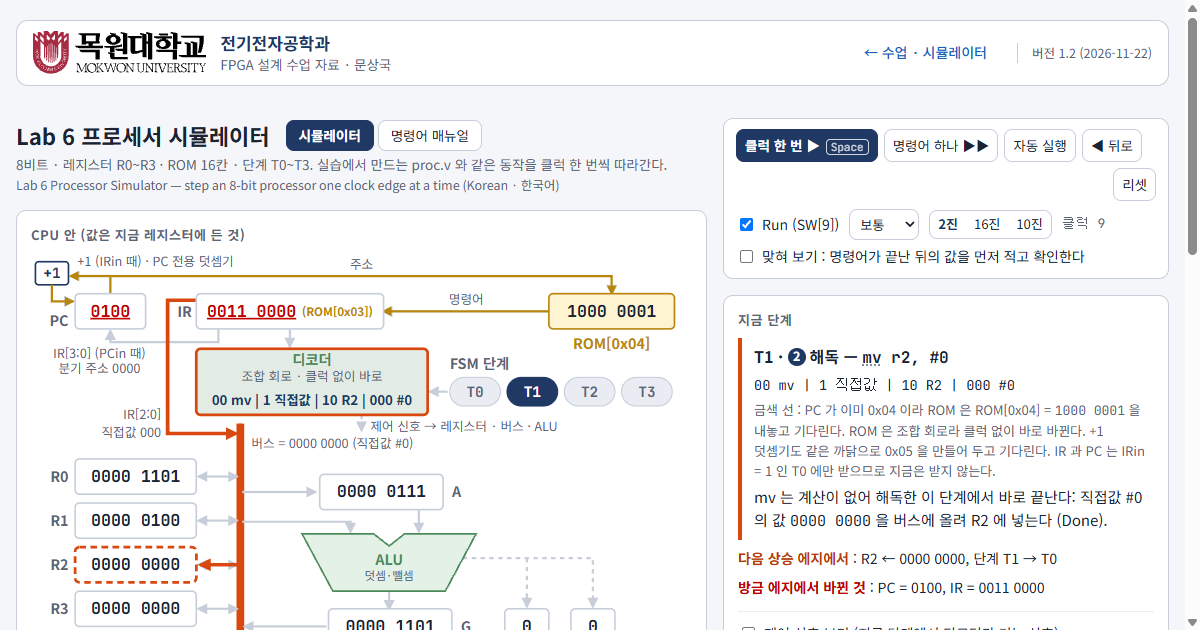 목원대학교
MOKWON UNIVERSITY
전기전자공학과
FPGA 설계 수업 자료 · 문상국
← 수업 · 시뮬레이터
버전 1.2 (2026-11-22)
Lab 6 프로세서 시뮬레이터
시뮬레이터
명령어 매뉴얼
8비트 · 레지스터 R0~R3 · ROM 16칸 · 단계 T0~T3. 실습에서 만드는 proc.v 와 같은 동작을 클럭 한 번씩 따라간다.
Lab 6 Processor Simulator — step an 8-bit processor one clock edge at a time (Korean · 한국어)
CPU 안 (값은 지금 레지스터에 든 것)
+1
+1 (IRin 때) · PC 전용 덧셈기
주소
PC
0100
IR
0011 0000 (ROM[0x03])
명령어
1000 0001
ROM[0x04]
IR[3:0] (PCin 때)
분기 주소 0000
디코더
조합 회로 · 클럭 없이 바로
00 mv | 1 직접값 | 10 R2 | 000 #0
FSM 단계
T0
T1
T2
T3
IR[2:0]
직접값 000
제어 신호 → 레지스터 · 버스 · ALU
버스 = 0000 0000 (직접값 #0)
R0
0000 1101
0000 0111
A
R1
0000 0100
R2
0000 0000
ALU
덧셈·뺄셈
R3
0000 0000
0000 1101
G
0
0
클럭 한 번 ▶ Space
명령어 하나 ▶▶
자동 실행
◀ 뒤로
리셋
Run (SW[9])
보통
2진
16진
10진
클럭 9
맞혀 보기 : 명령어가 끝난 뒤의 값을 먼저 적고 확인한다
지금 단계
T1 · 2 해독 — mv r2, #0
00 mv | 1 직접값 | 10 R2 | 000 #0
금색 선 : PC 가 이미 0x04 이라 ROM 은 ROM[0x04] = 1000 0001 을
내놓고 기다린다. ROM 은 조합 회로라 클럭 없이 바로 바뀐다. +1
덧셈기도 같은 까닭으로 0x05 을 만들어 두고 기다린다. IR 과 PC 는 IRin
= 1 인 T0 에만 받으므로 지금은 받지 않는다.
mv 는 계산이 없어 해독한 이 단계에서 바로 끝난다: 직접값 #0
의 값 0000 0000 을 버스에 올려 R2 에 넣는다 (Done).
다음 상승 에지에서 : R2 ← 0000 0000, 단계 T1 → T0
방금 에지에서 바뀐 것 : PC = 0100, IR = 0011 0000